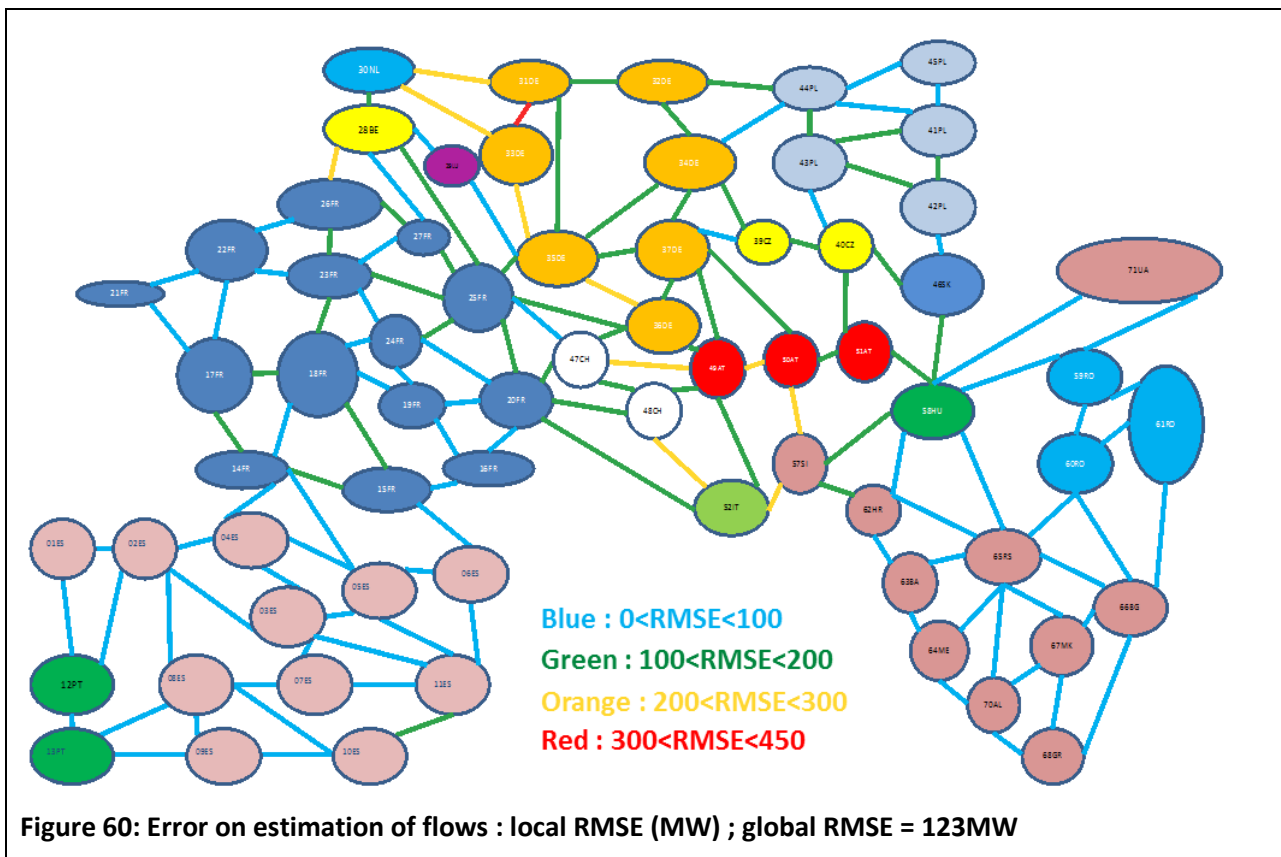 45PL
30NL
31DE
32DE
44PL
28BE
41PL
33DE
34DE
43PL
26FR
42PL
27FR
22FR
39CZ
40CZ
37DE
35DE
23FR
71UA
46SK
21FR
25FR
36DE
24FR
47CH
49AT
50AT
51AT
17FR
18FR
59RO
19FR
20FR
48CH
58HU
61RO
14FR
16FR
57SI
60RO
15FR
52IT
62HR
01ES
02ES
04ES
65RS
05ES
06ES
63BA
03ES
66BG
Blue : 0<RMSE<100
64ME
67MK
Green : 100<RMSE<200
12PT
08ES
07ES
11ES
Orange : 200<RMSE<300
70AL
Red : 300<RMSE<450
13PT
09ES
10ES
68GR
Figure 60: Error on estimation of flows : local RMSE (MW) ; global RMSE = 123MW